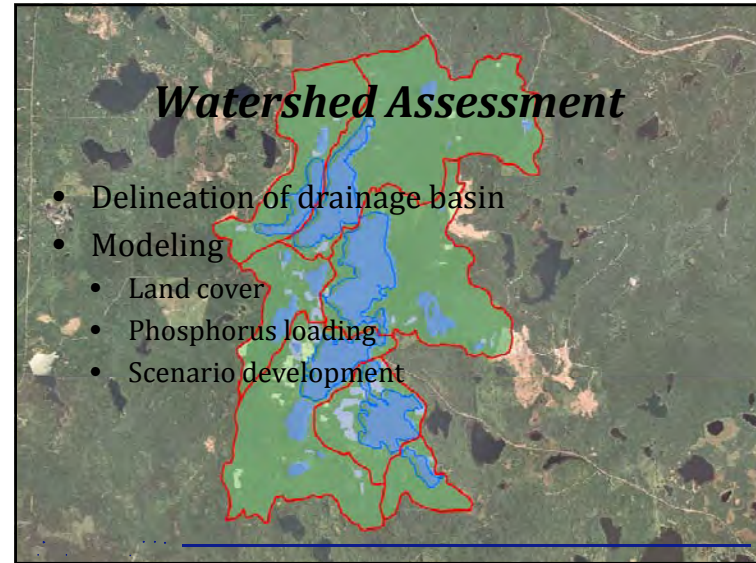 Watershed Assessment
• Delineation of drainage basin
• Modeling
• Land cover
• Phosphorus loading
• Scenario development